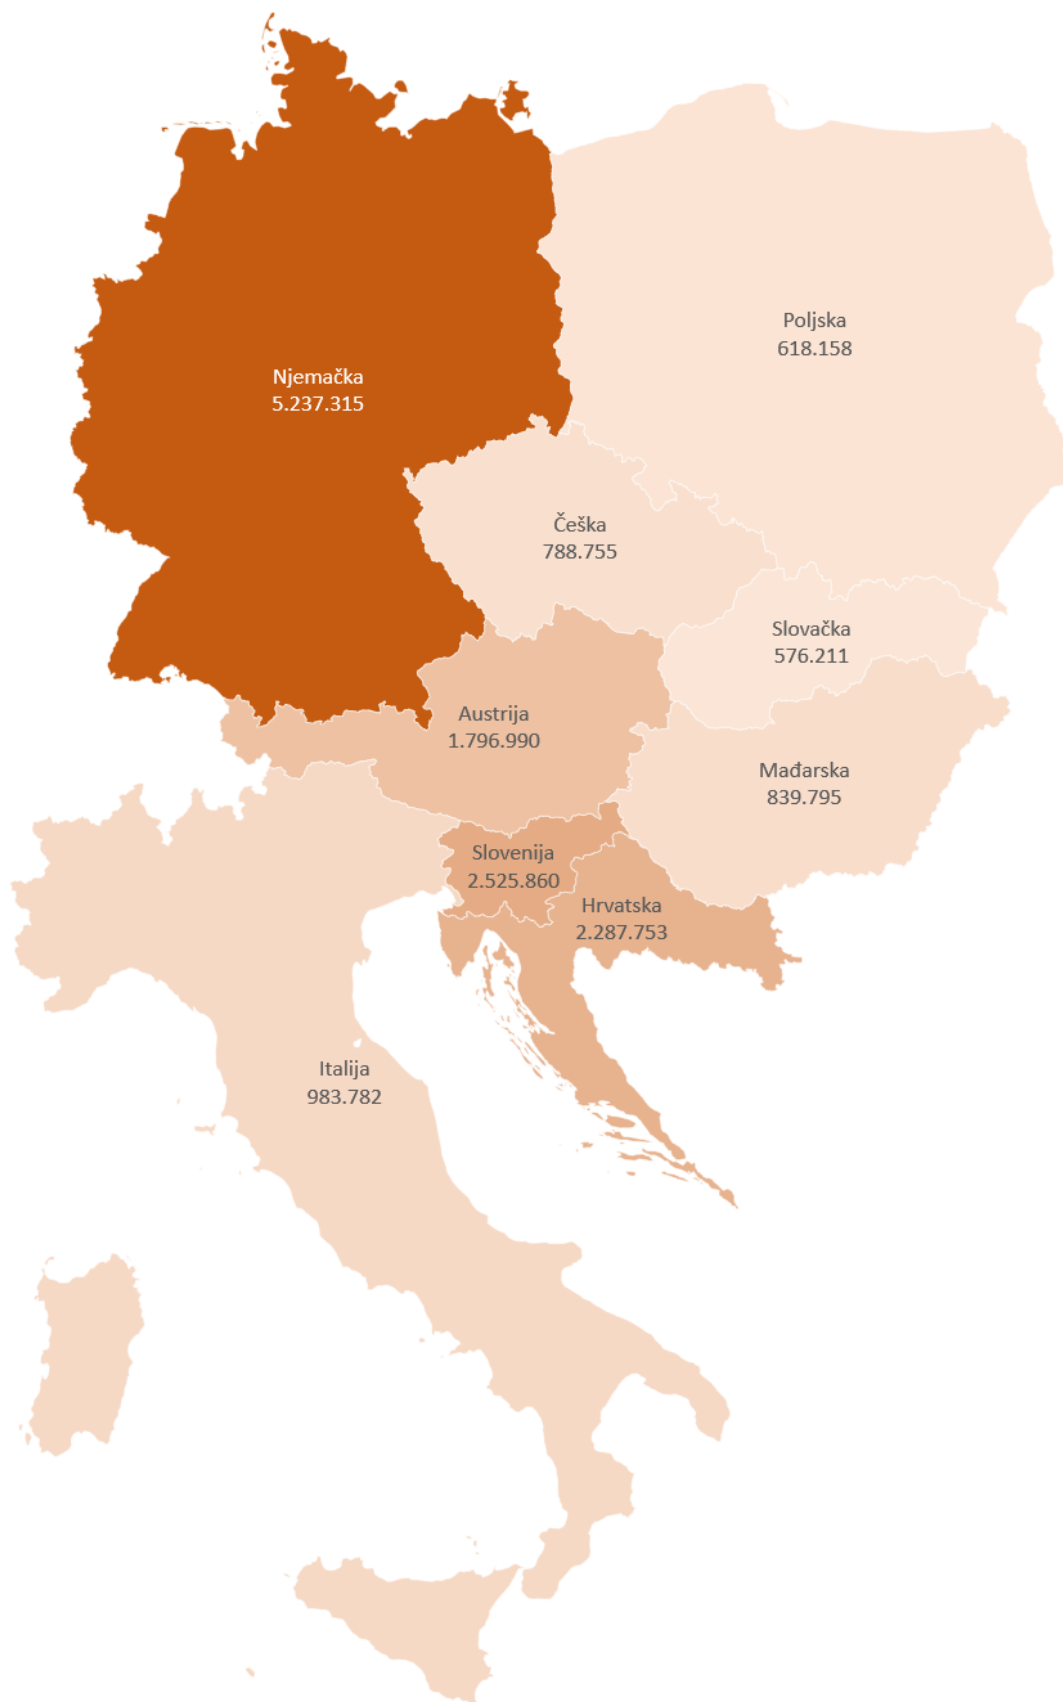 Poljska
618.158
Njemačka
5.237.315
Češka
788.755
Slovačka
576.211
Austrija
1.796.990
Mađarska
839.795
Slovenija
2.525.860
Hrvatska
2.287.753
Italija
983.782